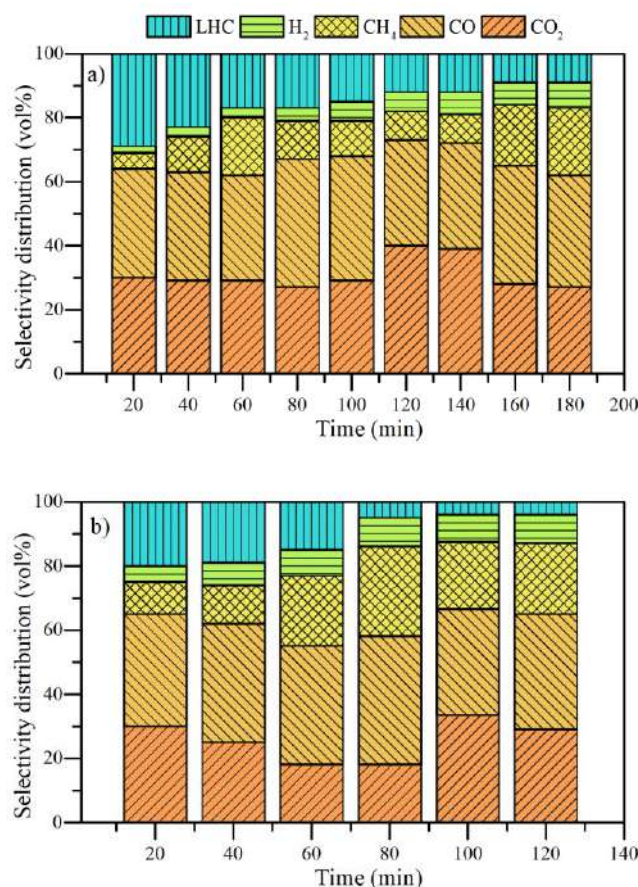 LHC H₂ CH₄ CO CO₂
a)
Selectivity distribution (vol%)
100
80
60
40
20
0
20 40 60 80 100 120 140 160 180 200
Time (min)
b)
Selectivity distribution (vol%)
100
80
60
40
20
0
20 40 60 80 100 120 140
Time (min)